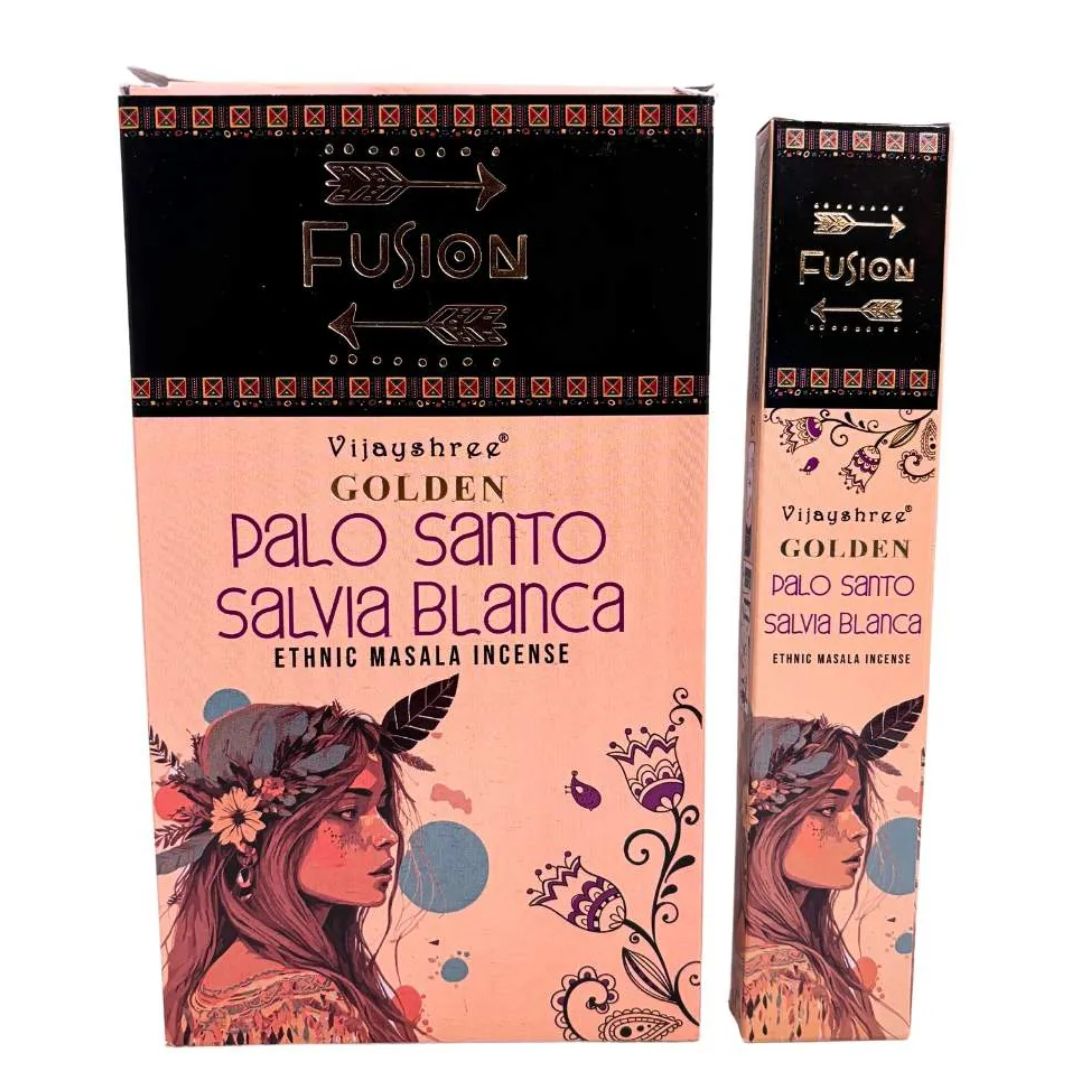 FUSION
Vijayshree®
GOLDEN
PALO SANTO
SALVIA BLANCA
ETHNIC MASALA INCENSE
FUSION
Vijayshree®
GOLDEN
PALO SANTO
SALVIA BLANCA
ETHNIC MASALA INCENSE